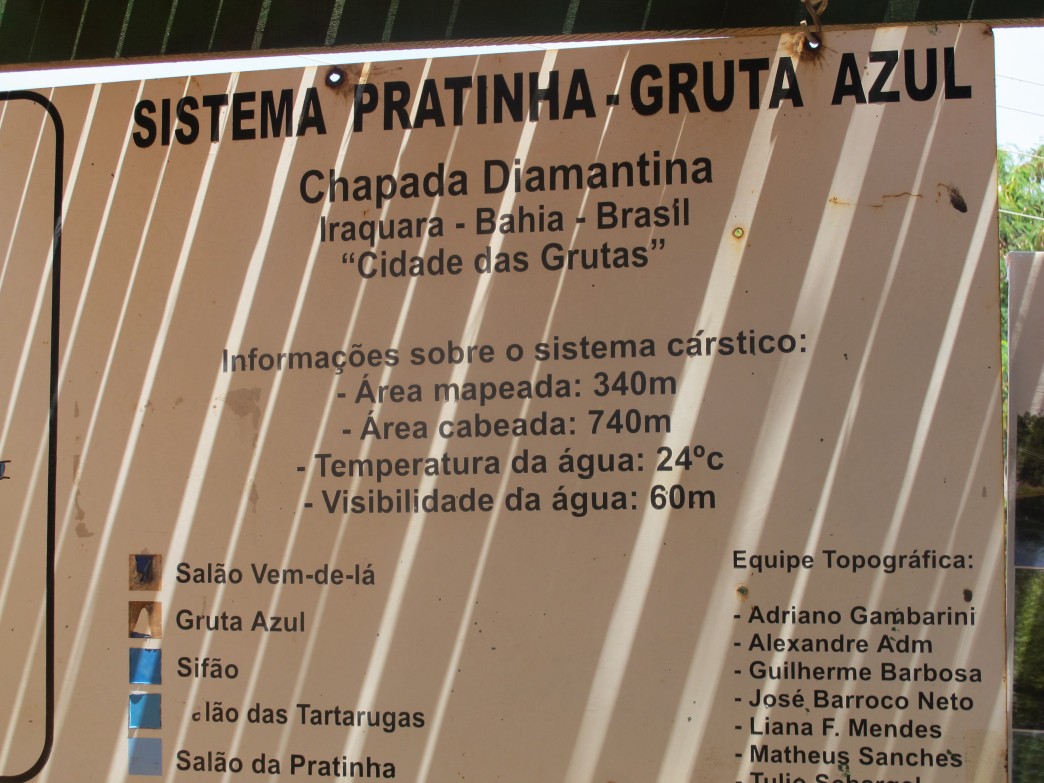 SISTEMA PRATINHA - GRUTA AZUL
Chapada Diamantina
Iraquara - Bahia - Brasil
“Cidade das Grutas”
Informações sobre o sistema cárstico:
- Área mapeada: 340m
- Área cabeada: 740m
- Temperatura da água: 24ºc
- Visibilidade da água: 60m
Salão Vem-de-lá
Gruta Azul
Sifão
alão das Tartarugas
Salão da Pratinha
Equipe Topográfica:
- Adriano Gambarini
- Alexandre Adm
- Guilherme Barbosa
- José Barroco Neto
- Liana F. Mendes
- Matheus Sanches
- Tulio